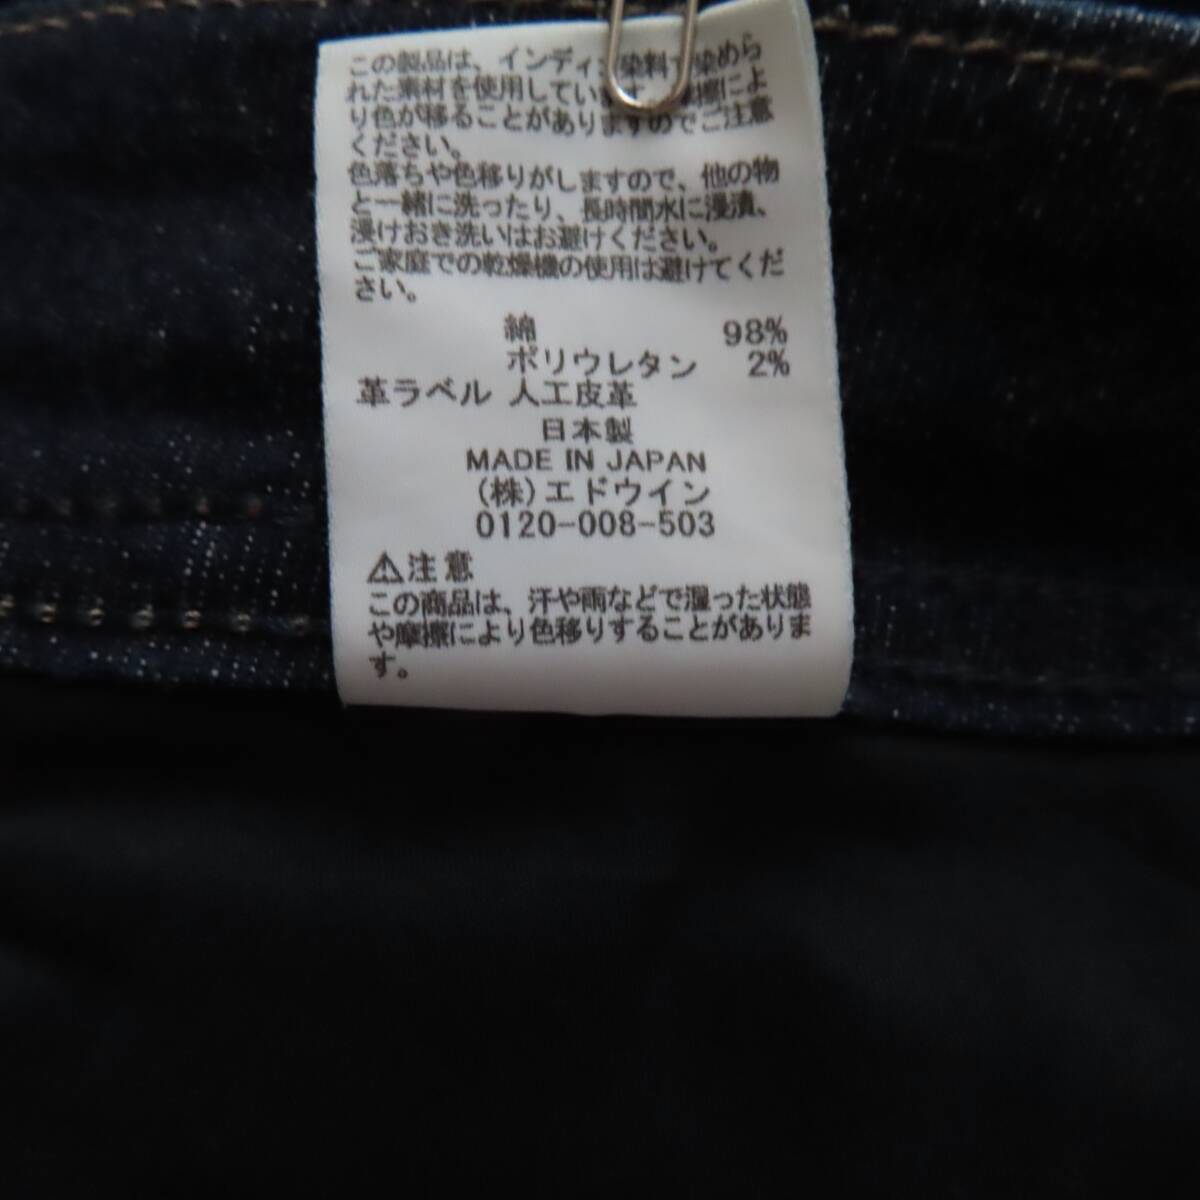 この製品は、インディ 染料で染めら
れた素材を使用しています。摩擦によ
り色が移ることがありますのでご注意
ください。
色落ちや色移りがしますので、他の物
と一緒に洗ったり、長時間水に浸漬、
浸けおき洗いはお避けください。
ご家庭での乾燥機の使用は避けてくだ
さい。
綿 98%
ポリウレタン 2%
革ラベル 人工皮革
日本製
MADE IN JAPAN
(株)エドウイン
0120-008-503
⚠注意
この商品は、汗や雨などで湿った状態
や摩擦により色移りすることがありま
す。